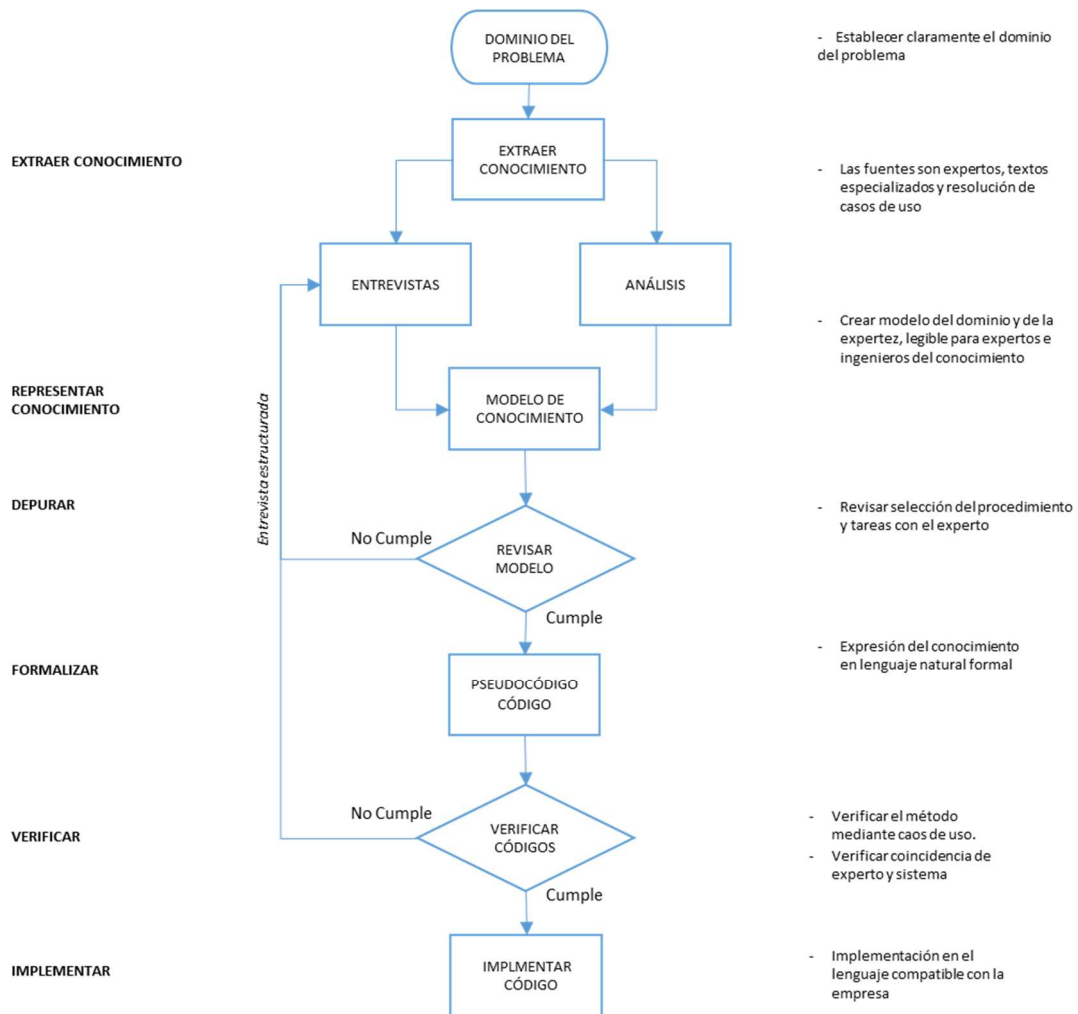 DOMINIO DEL
PROBLEMA
- Establecer claramente el dominio
del problema
EXTRAER CONOCIMIENTO
EXTRAER
CONOCIMIENTO
- Las fuentes son expertos, textos
especializados y resolución de
casos de uso
ENTREVISTAS
ANÁLISIS
- Crear modelo del dominio y de la
expertez, legible para expertos e
ingenieros del conocimiento
REPRESENTAR
CONOCIMIENTO
MODELO DE
CONOCIMIENTO
Entrevista estructurada
DEPURAR
No Cumple
REVISAR
MODELO
- Revisar selección del procedimiento
y tareas con el experto
Cumple
FORMALIZAR
PSEUDOCÓDIGO
CÓDIGO
- Expresión del conocimiento
en lenguaje natural formal
No Cumple
VERIFICAR
VERIFICAR
CÓDIGOS
- Verificar el método
mediante caos de uso.
- Verificar coincidencia de
experto y sistema
Cumple
IMPLEMENTAR
IMPLMENTAR
CÓDIGO
- Implementación en el
lenguaje compatible con la
empresa